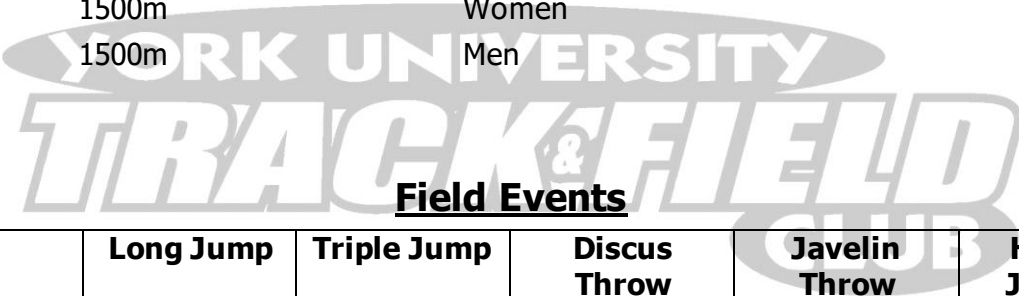 1500m Women
YORK UNIVERSITY
1500m Men
TRACK & FIELD
Field Events
CLUB
Long Jump Triple Jump Discus Javelin
Throw Throw